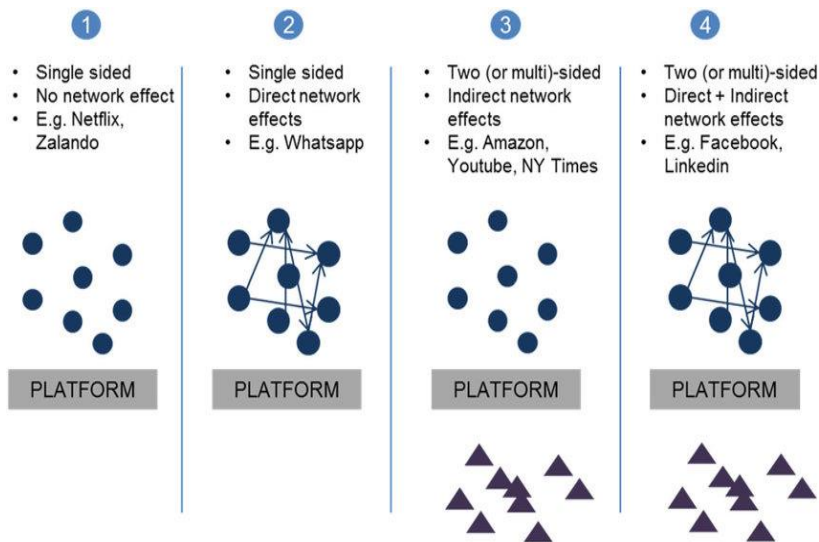 1
• Single sided
• No network effect
• E.g. Netflix,
Zalando
PLATFORM
2
• Single sided
• Direct network
effects
• E.g. Whatsapp
PLATFORM
3
• Two (or multi)-sided
• Indirect network
effects
• E.g. Amazon,
Youtube, NY Times
PLATFORM
4
• Two (or multi)-sided
• Direct + Indirect
network effects
• E.g. Facebook,
Linkedin
PLATFORM